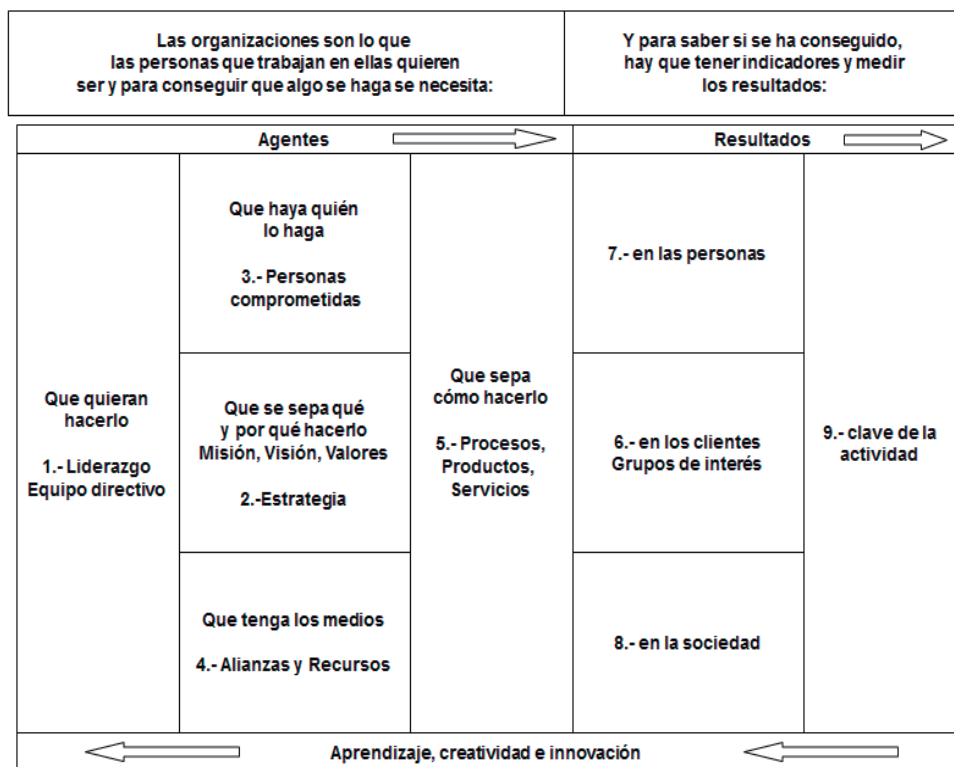 Las organizaciones son lo que
las personas que trabajan en ellas quieren
ser y para conseguir que algo se haga se necesita:
Y para saber si se ha conseguido,
hay que tener indicadores y medir
los resultados:
Agentes
Resultados
Que quieran
hacerlo
1.- Liderazgo
Equipo directivo
Que haya quién
lo haga
3.- Personas
comprometidas
Que se sepa qué
y por qué hacerlo
Misión, Visión, Valores
2.-Estrategia
Que tenga los medios
4.- Alianzas y Recursos
Que sepa
cómo hacerlo
5.- Procesos,
Productos,
Servicios
7.- en las personas
6.- en los clientes
Grupos de interés
8.- en la sociedad
9.- clave de la
actividad
Aprendizaje, creatividad e innovación